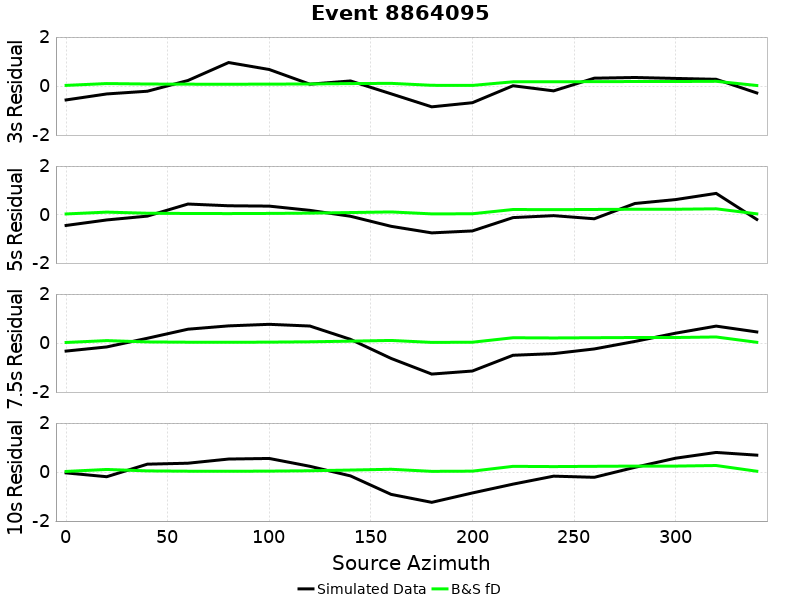 Event 8864095
3s Residual
2
0
-2
5s Residual
2
0
-2
7.5s Residual
2
0
-2
10s Residual
2
0
-2
0 50 100 150 200 250 300
Source Azimuth
Simulated Data B&S fD